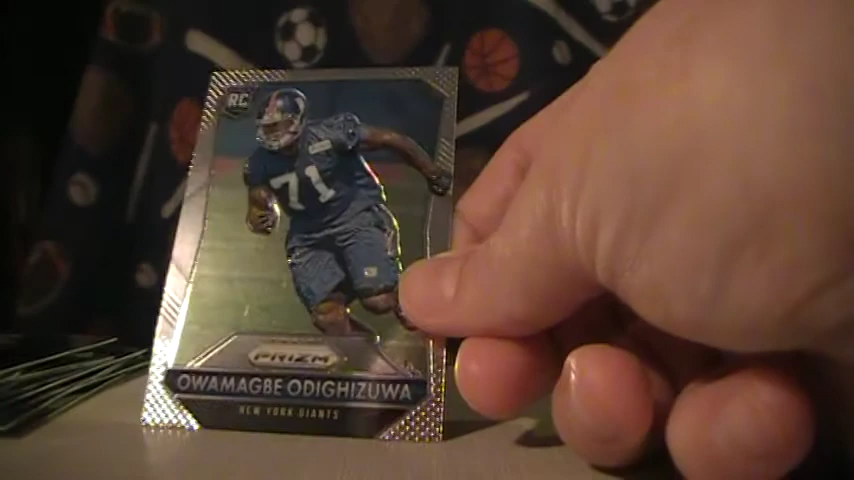 RC
71
PRIZM
OWAMAGBE ODIGHIZUWA
NEW YORK GIANTS